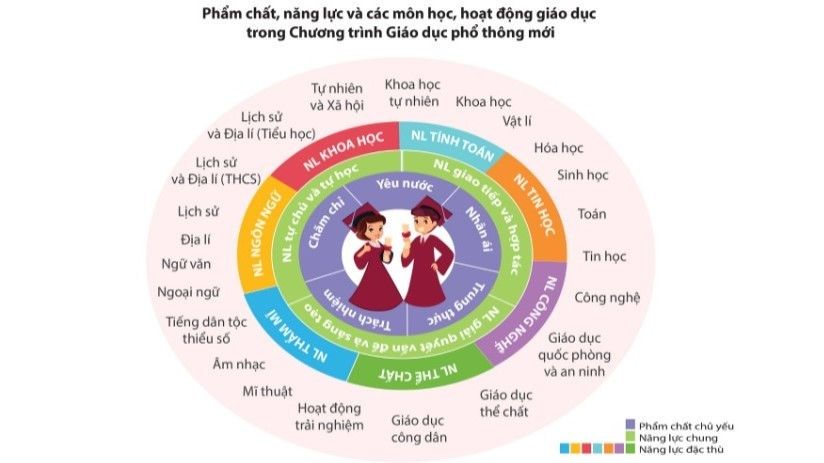 Phẩm chất, năng lực và các môn học, hoạt động giáo dục
trong Chương trình Giáo dục phổ thông mới
Tự nhiên
và Xã hội
Khoa học
tự nhiên
Khoa học
Vật lí
Hóa học
Sinh học
Toán
Tin học
Công nghệ
Giáo dục
quốc phòng
và an ninh
Giáo dục
thể chất
Giáo dục
công dân
Hoạt động
trải nghiệm
Mĩ thuật
Âm nhạc
Tiếng dân tộc
thiểu số
Ngoại ngữ
Ngữ văn
Địa lí
Lịch sử
Lịch sử
và Địa lí (THCS)
Lịch sử
và Địa lí (Tiểu học)
NL KHOA HỌC
NL TÍNH TOÁN
NL TIN HỌC
NL CÔNG NGHỆ
NL THỂ CHẤT
NL THẨM MĨ
NL NGÔN NGỮ
NL tự chủ và tự học
NL giao tiếp và hợp tác
NL giải quyết vấn đề và sáng tạo
Yêu nước
Nhân ái
Trung thực
Trách nhiệm
Chăm chỉ
Phẩm chất chủ yếu
Năng lực chung
Năng lực đặc thù